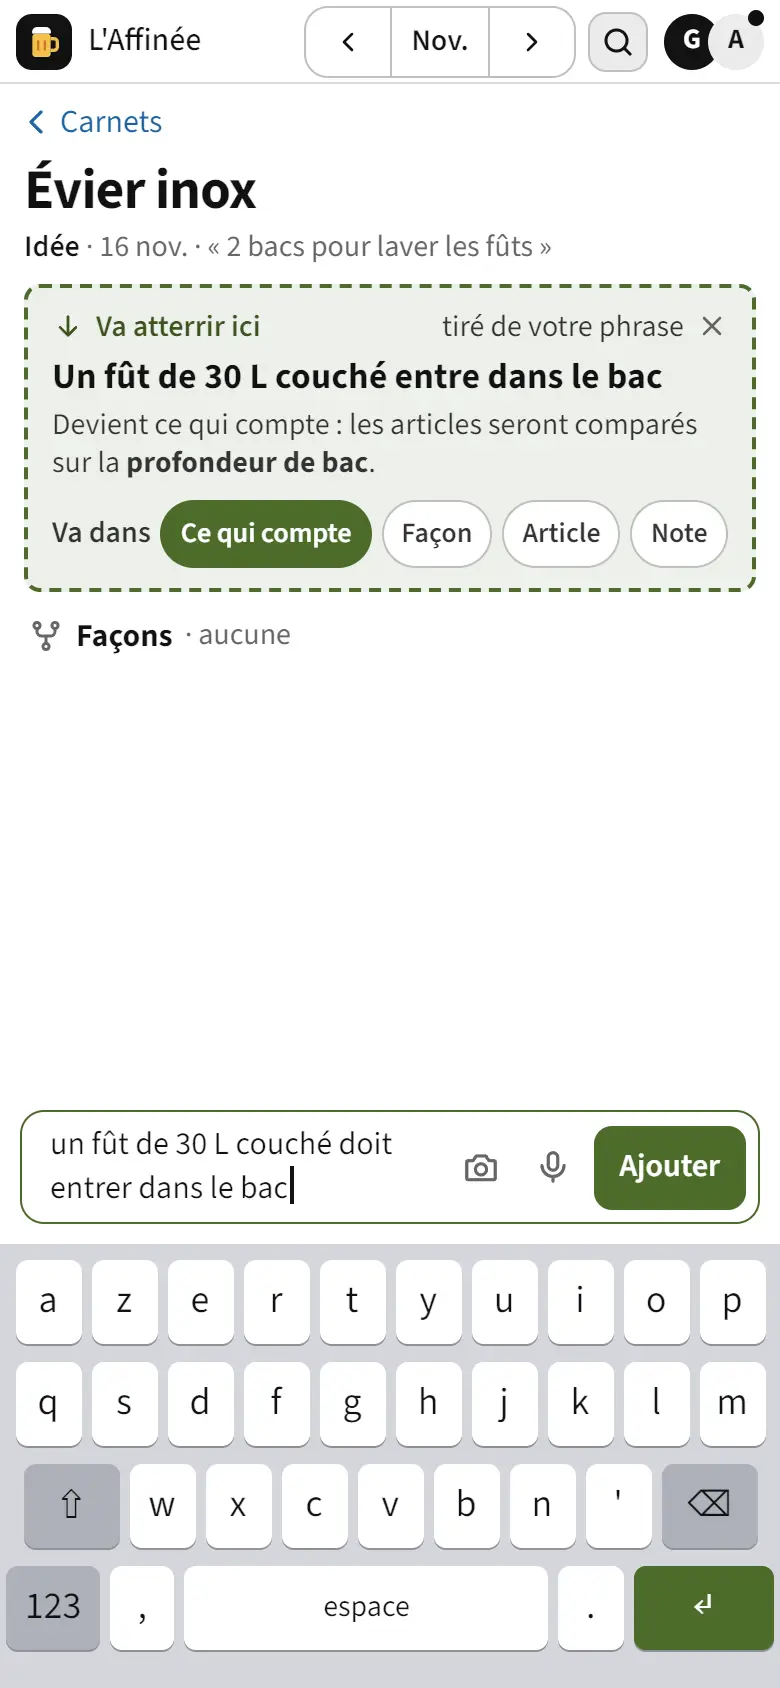 L'Affinée
Nov.
G
A
Carnets
Évier inox
Idée · 16 nov. · « 2 bacs pour laver les fûts »
Va atterrir ici
tiré de votre phrase
Un fût de 30 L couché entre dans le bac
Devient ce qui compte : les articles seront comparés
sur la profondeur de bac.
Va dans
Ce qui compte
Façon
Article
Note
Façons · aucune
un fût de 30 L couché doit
entrer dans le bac
Ajouter
a z e r t y u i o p
q s d f g h j k l m
⇧ w x c v b n ' ⌫
123 , espace . ↵